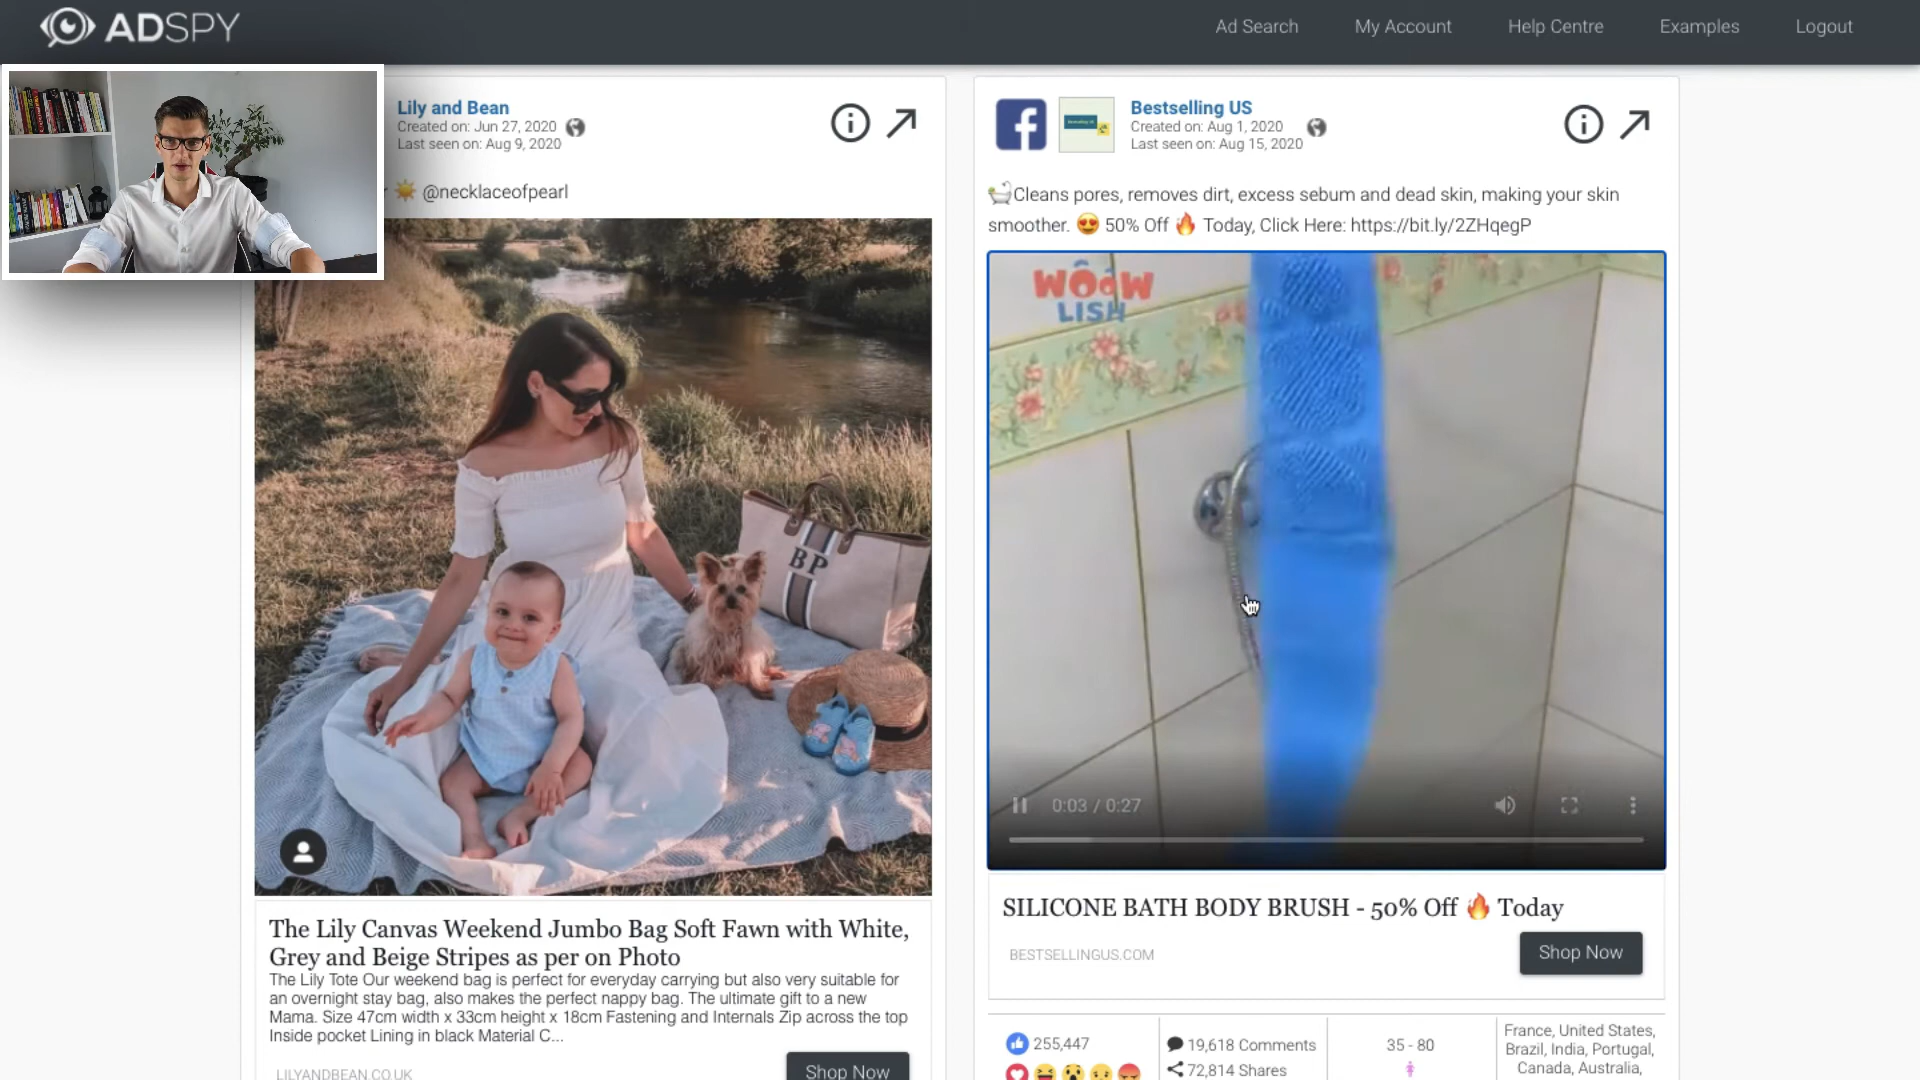 ADSPY
Ad Search
My Account
Help Centre
Examples
Logout
Lily and Bean
Created on: Jun 27, 2020
Last seen on: Aug 9, 2020
@necklaceofpearl
BP
The Lily Canvas Weekend Jumbo Bag Soft Fawn with White,
Grey and Beige Stripes as per on Photo
The Lily Tote Our weekend bag is perfect for everyday carrying but also very suitable for
an overnight stay bag, also makes the perfect nappy bag. The ultimate gift to a new
Mama. Size 47cm width x 33cm height x 18cm Fastening and Internals Zip across the top
Inside pocket Lining in black Material C...
LILYANDBEAN.CO.UK
Shop Now
Bestselling US
Created on: Aug 1, 2020
Last seen on: Aug 15, 2020
🛀Cleans pores, removes dirt, excess sebum and dead skin, making your skin
smoother. 😍 50% Off 🔥 Today, Click Here: https://bit.ly/2ZHqegP
WOOW
LISH
0:03 / 0:27
SILICONE BATH BODY BRUSH - 50% Off 🔥 Today
BESTSELLINGUS.COM
Shop Now
255,447
19,618 Comments
72,814 Shares
35 - 80
France, United States,
Brazil, India, Portugal,
Canada, Australia,